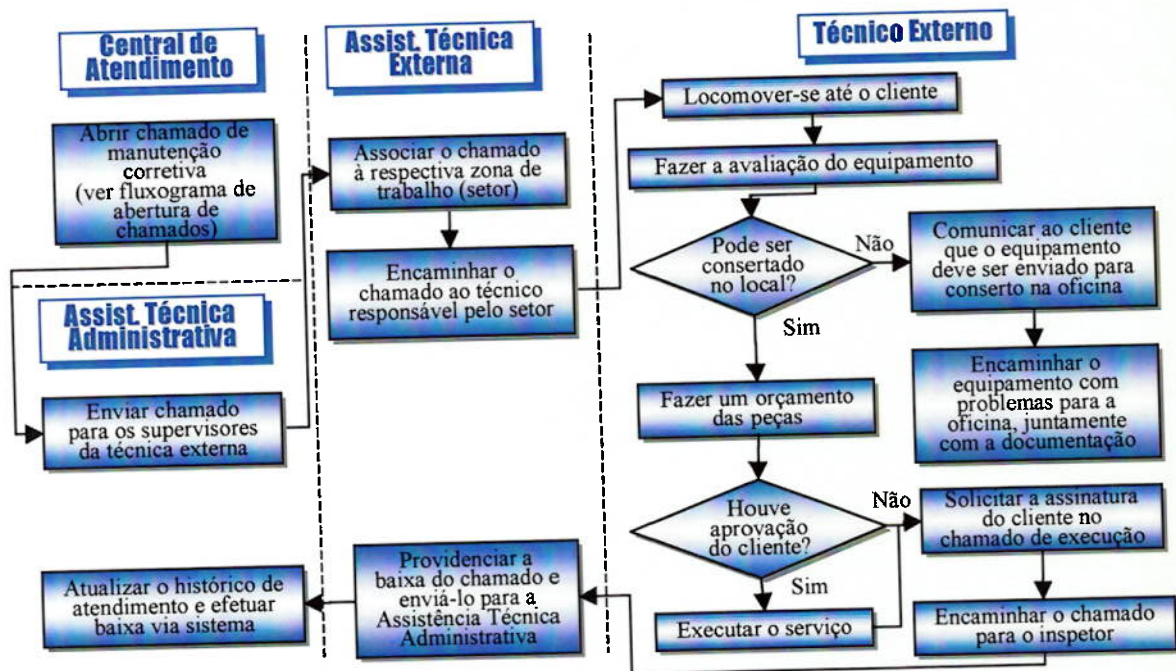 Central de
Atendimento
Abrir chamado de
manutenção
corretiva
(ver fluxograma de
abertura de
chamados)
Assist. Técnica
Administrativa
Enviar chamado
para os supervisores
da técnica externa
Atualizar o histórico de
atendimento e efetuar
baixa via sistema
Assist. Técnica
Externa
Associar o chamado
à respectiva zona de
trabalho (setor)
Encaminhar o
chamado ao técnico
responsável pelo setor
Providenciar a
baixa do chamado e
enviá-lo para a
Assistência Técnica
Administrativa
Técnico Externo
Locomover-se até o cliente
Fazer a avaliação do equipamento
Pode ser
consertado
no local?
Não
Sim
Comunicar ao cliente
que o equipamento
deve ser enviado para
conserto na oficina
Encaminhar o
equipamento com
problemas para a
oficina, juntamente
com a documentação
Fazer um orçamento
das peças
Houve
aprovação
do cliente?
Não
Sim
Solicitar a assinatura
do cliente no
chamado de execução
Executar o serviço
Encaminhar o chamado
para o inspetor